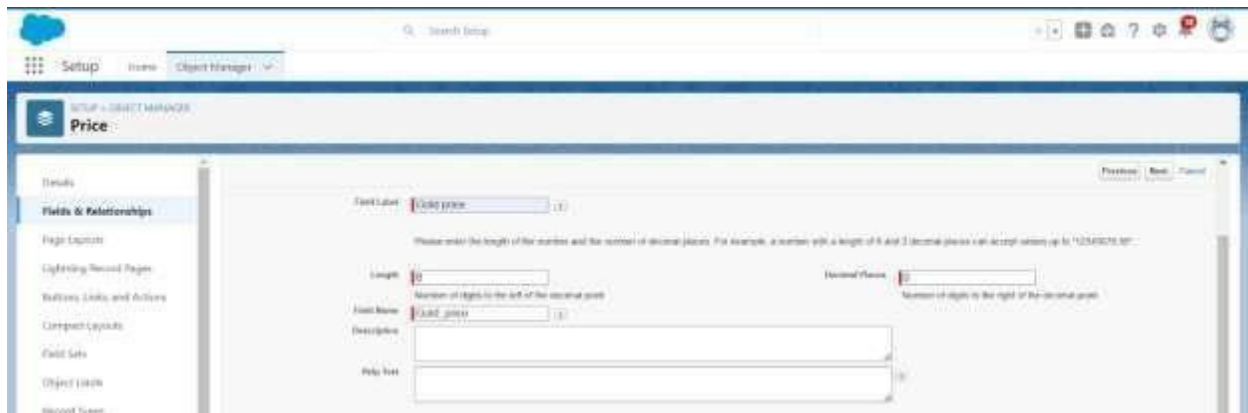 Search Setup
Setup Home Object Manager
SETUP > OBJECT MANAGER
Price
Previous Next Cancel
Details
Fields & Relationships
Page Layouts
Lightning Record Pages
Buttons, Links, and Actions
Compact Layouts
Field Sets
Object Limits
Record Types
Field Label Gold price
Please enter the length of the number and the number of decimal places. For example, a number with a length of 8 and 2 decimal places can accept values up to "12345678.90".
Length Decimal Places
Number of digits to the left of the decimal point Number of digits to the right of the decimal point
Field Name Gold_price
Description
Help Text